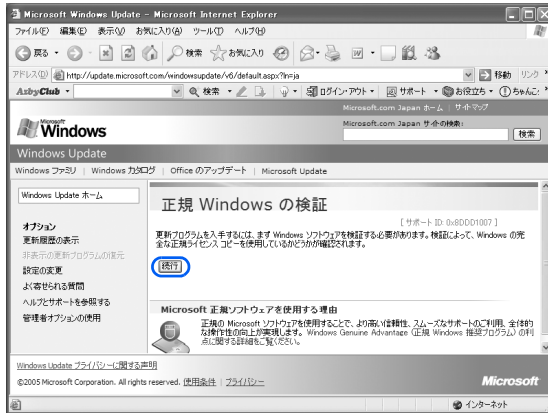 Microsoft Windows Update - Microsoft Internet Explorer
ファイル(F) 編集(E) 表示(V) お気に入り(A) ツール(T) ヘルプ(H)
戻る 検索 お気に入り
アドレス(D) http://update.microsoft.com/windowsupdate/v6/default.aspx?ln=ja 移動 リンク
AzbyClub 検索 ログイン・アウト サポート お役立ち ちゃんこ:
Microsoft.com Japan ホーム | サイトマップ
Microsoft Windows
Microsoft.com Japan サイトの検索:
検索
Windows Update
Windows ファミリ | Windows カタログ | Office のアップデート | Microsoft Update
Windows Update ホーム
オプション
更新履歴の表示
非表示の更新プログラムの復元
設定の変更
よく寄せられる質問
ヘルプとサポートを参照する
管理者オプションの使用
正規 Windows の検証
[ サポート ID: 0x8DDD1007 ]
更新プログラムを入手するには、まず Windows ソフトウェアを検証する必要があります。検証によって、Windows の完
全な正規ライセンス コピーを使用しているかどうかが確認されます。
続行
Microsoft 正規ソフトウェアを使用する理由
正規の Microsoft ソフトウェアを使用することで、より高い信頼性、スムーズなサポートのご利用、全体的
な操作性の向上が実現します。Windows Genuine Advantage (正規 Windows 推奨プログラム) の利
点に関する詳細をご覧ください。
Windows Update プライバシーに関する声明
©2005 Microsoft Corporation. All rights reserved. 使用条件 | プライバシー
Microsoft
インターネット